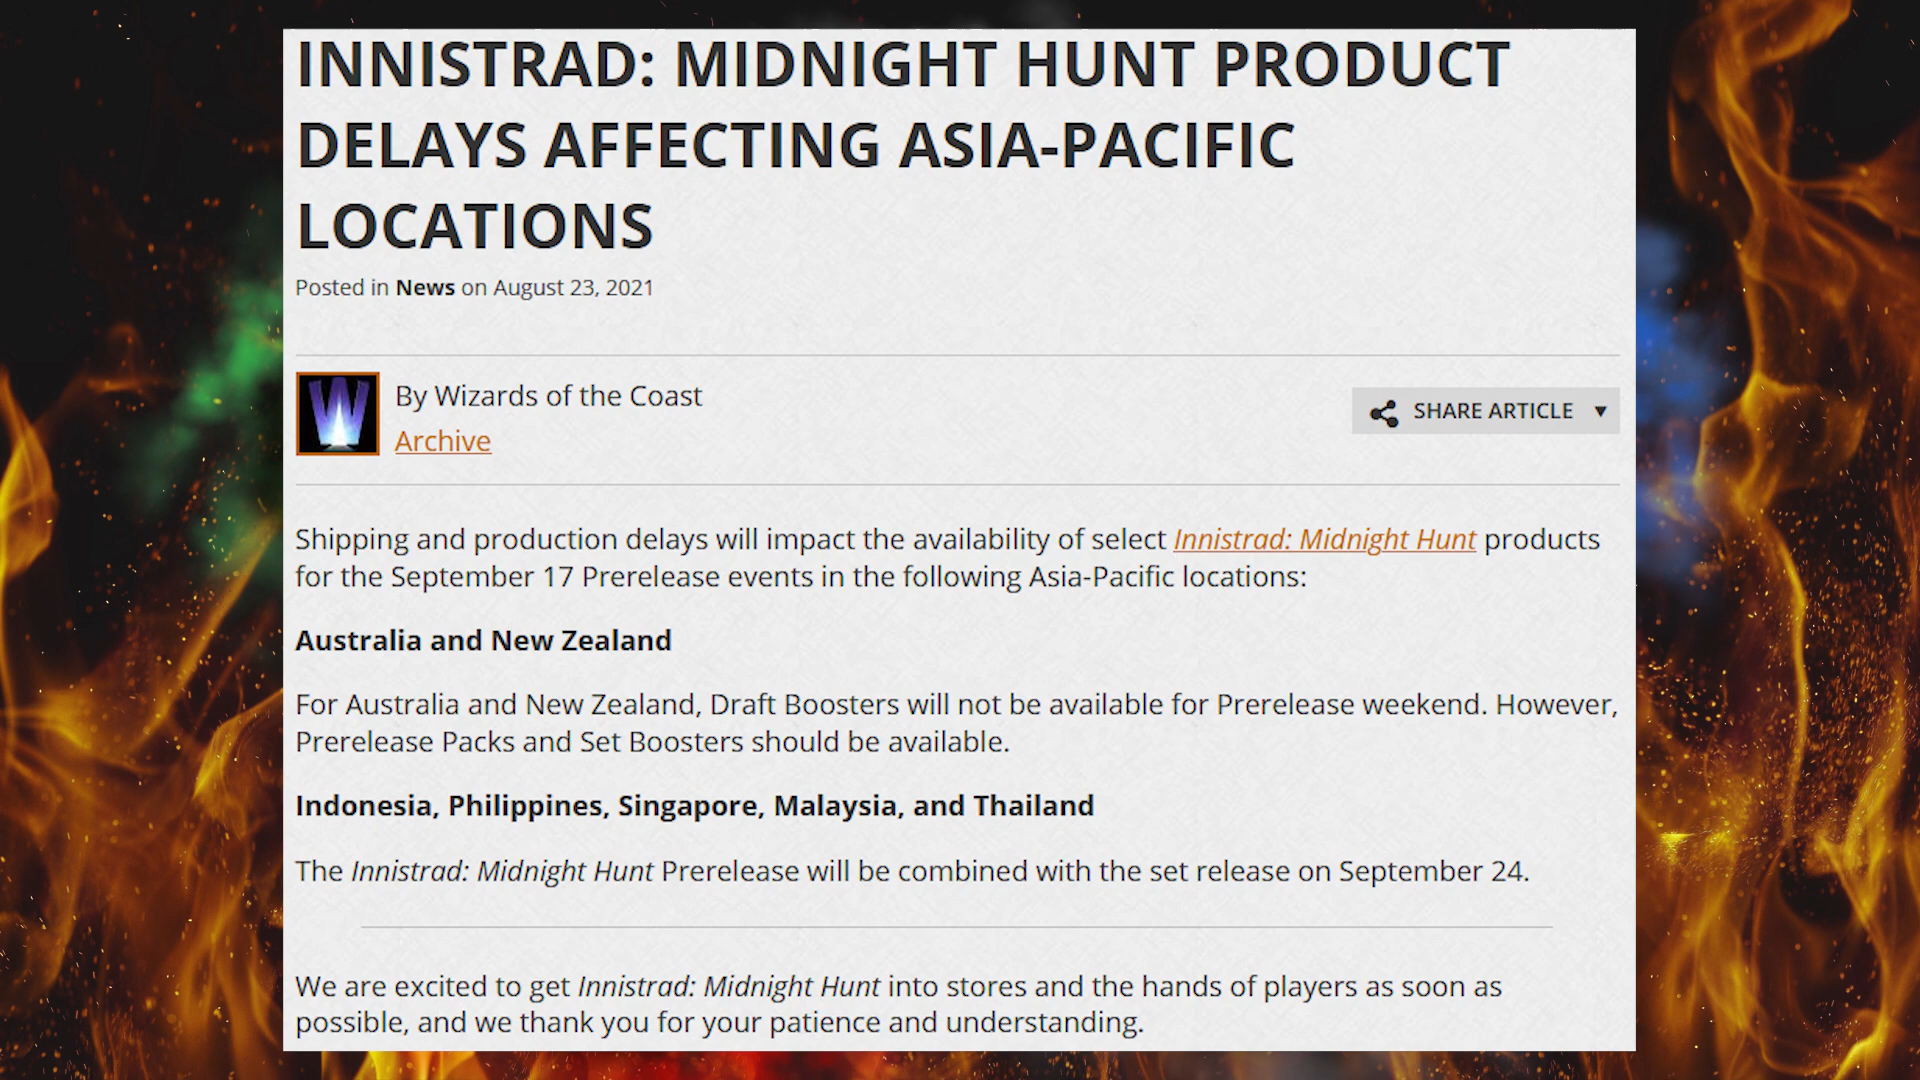 INNISTRAD: MIDNIGHT HUNT PRODUCT
DELAYS AFFECTING ASIA-PACIFIC
LOCATIONS
Posted in News on August 23, 2021
W
By Wizards of the Coast
Archive
SHARE ARTICLE ▼
Shipping and production delays will impact the availability of select Innistrad: Midnight Hunt products
for the September 17 Prerelease events in the following Asia-Pacific locations:
Australia and New Zealand
For Australia and New Zealand, Draft Boosters will not be available for Prerelease weekend. However,
Prerelease Packs and Set Boosters should be available.
Indonesia, Philippines, Singapore, Malaysia, and Thailand
The Innistrad: Midnight Hunt Prerelease will be combined with the set release on September 24.
We are excited to get Innistrad: Midnight Hunt into stores and the hands of players as soon as
possible, and we thank you for your patience and understanding.